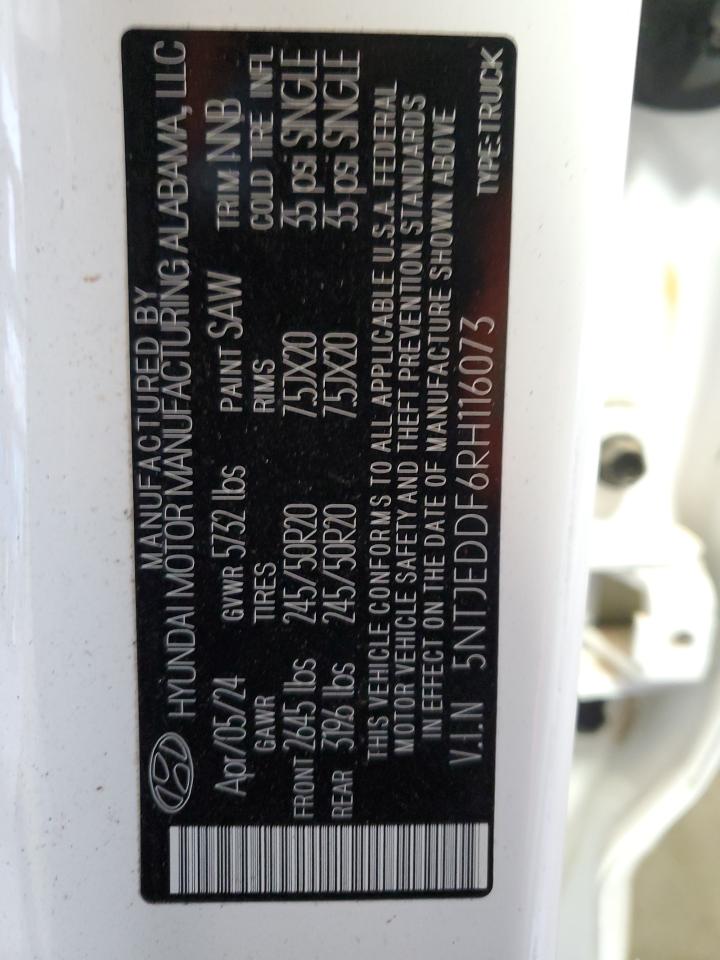 MANUFACTURED BY
HYUNDAI MOTOR MANUFACTURING ALABAMA, LLC
Apr/05/24 GVWR 5732 lbs PAINT SAW TRIM NNB
GAWR TIRES RIMS COLD TIRE INFL
FRONT 2645 lbs 245/50R20 7.5JX20 35 psi SINGLE
REAR 3196 lbs 245/50R20 7.5JX20 35 psi SINGLE
THIS VEHICLE CONFORMS TO ALL APPLICABLE U.S.A. FEDERAL
MOTOR VEHICLE SAFETY AND THEFT PREVENTION STANDARDS
IN EFFECT ON THE DATE OF MANUFACTURE SHOWN ABOVE
V.I.N 5NTJEDDF6RH116073 TYPE:TRUCK